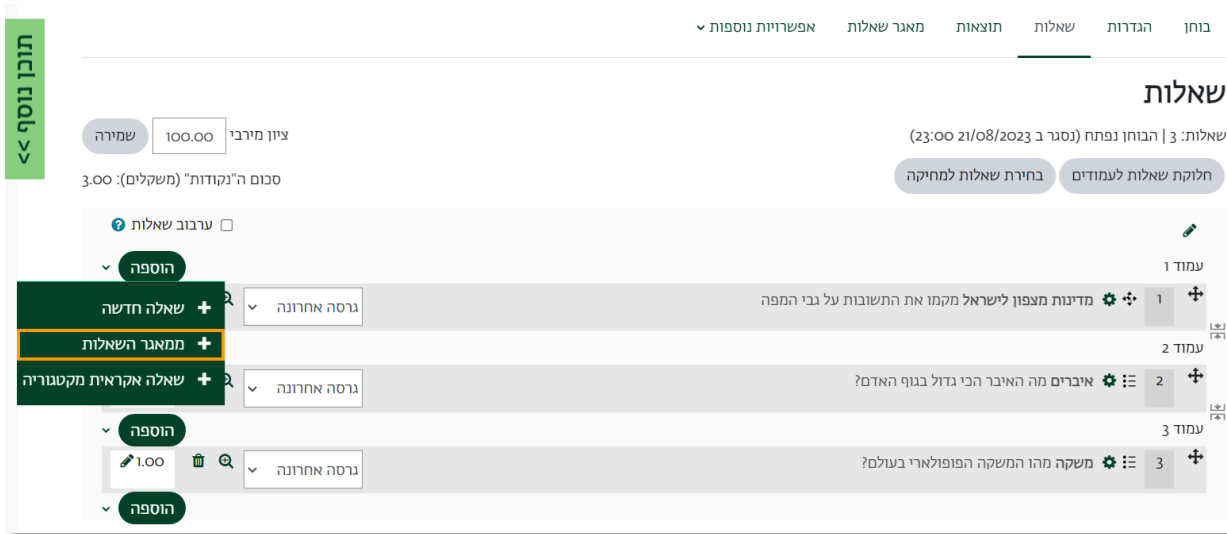 בוחן הגדרות שאלות תוצאות מאגר שאלות אפשרויות נוספות
תוכן נוסף >>
שאלות
שאלות: 3 | הבוחן נפתח (נסגר ב 21/08/2023 23:00)
ציון מירבי 100.00 שמירה
חלוקת שאלות לעמודים בחירת שאלות למחיקה
סכום ה"נקודות" (משקלים): 3.00
ערבוב שאלות
עמוד 1
הוספה
1 מדינות מצפון לישראל מקמו את התשובות על גבי המפה גרסה אחרונה
שאלה חדשה
ממאגר השאלות
שאלה אקראית מקטגוריה
עמוד 2
2 איברים מה האיבר הכי גדול בגוף האדם? גרסה אחרונה
עמוד 3
הוספה
3 משקה מהו המשקה הפופולארי בעולם? גרסה אחרונה 1.00
הוספה